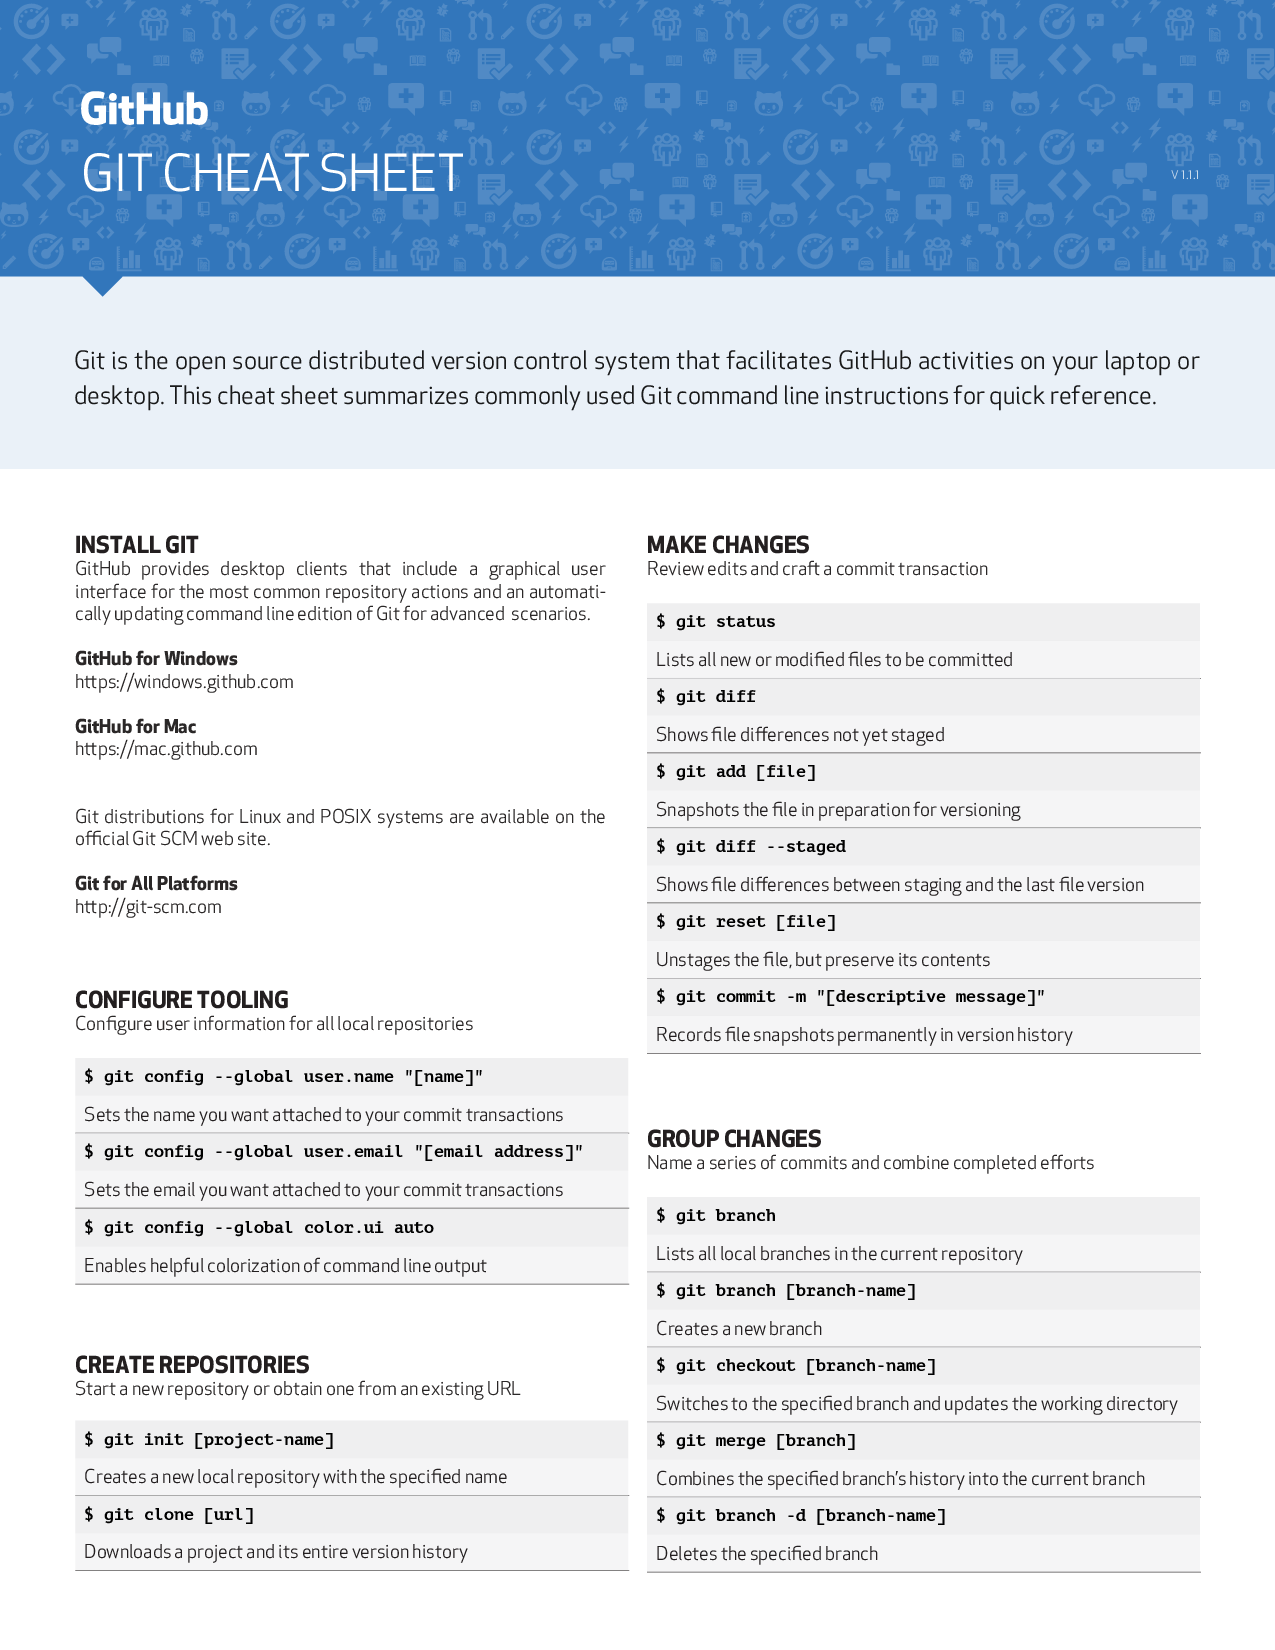 GitHub
GIT CHEAT SHEET
V 1.1.1
Git is the open source distributed version control system that facilitates GitHub activities on your laptop or
desktop. This cheat sheet summarizes commonly used Git command line instructions for quick reference.
INSTALL GIT
GitHub provides desktop clients that include a graphical user
interface for the most common repository actions and an automati-
cally updating command line edition of Git for advanced scenarios.
GitHub for Windows
https://windows.github.com
GitHub for Mac
https://mac.github.com
Git distributions for Linux and POSIX systems are available on the
official Git SCM web site.
Git for All Platforms
http://git-scm.com
CONFIGURE TOOLING
Configure user information for all local repositories
$ git config --global user.name "[name]"
Sets the name you want attached to your commit transactions
$ git config --global user.email "[email address]"
Sets the email you want attached to your commit transactions
$ git config --global color.ui auto
Enables helpful colorization of command line output
CREATE REPOSITORIES
Start a new repository or obtain one from an existing URL
$ git init [project-name]
Creates a new local repository with the specified name
$ git clone [url]
Downloads a project and its entire version history
MAKE CHANGES
Review edits and craft a commit transaction
$ git status
Lists all new or modified files to be committed
$ git diff
Shows file differences not yet staged
$ git add [file]
Snapshots the file in preparation for versioning
$ git diff --staged
Shows file differences between staging and the last file version
$ git reset [file]
Unstages the file, but preserve its contents
$ git commit -m "[descriptive message]"
Records file snapshots permanently in version history
GROUP CHANGES
Name a series of commits and combine completed efforts
$ git branch
Lists all local branches in the current repository
$ git branch [branch-name]
Creates a new branch
$ git checkout [branch-name]
Switches to the specified branch and updates the working directory
$ git merge [branch]
Combines the specified branch's history into the current branch
$ git branch -d [branch-name]
Deletes the specified branch